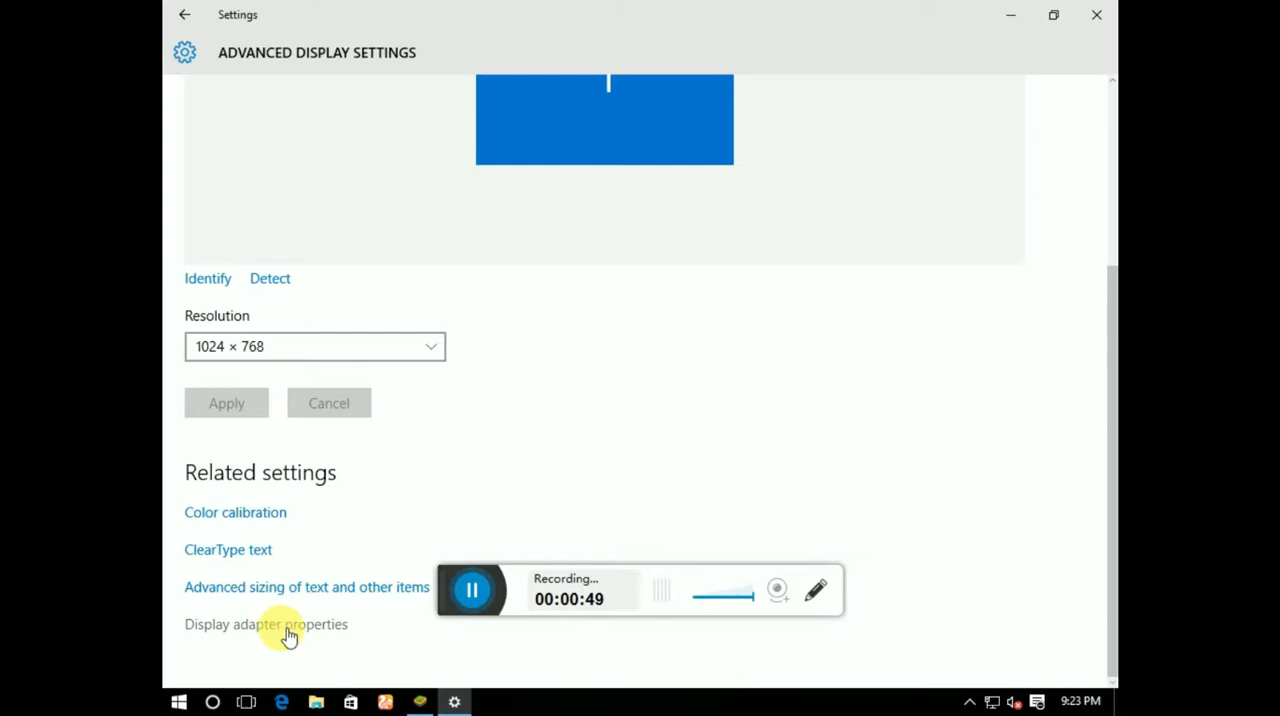 Settings
ADVANCED DISPLAY SETTINGS
Identify Detect
Resolution
1024 × 768
Apply Cancel
Related settings
Color calibration
ClearType text
Advanced sizing of text and other items
Display adapter properties
Recording...
00:00:49
9:23 PM